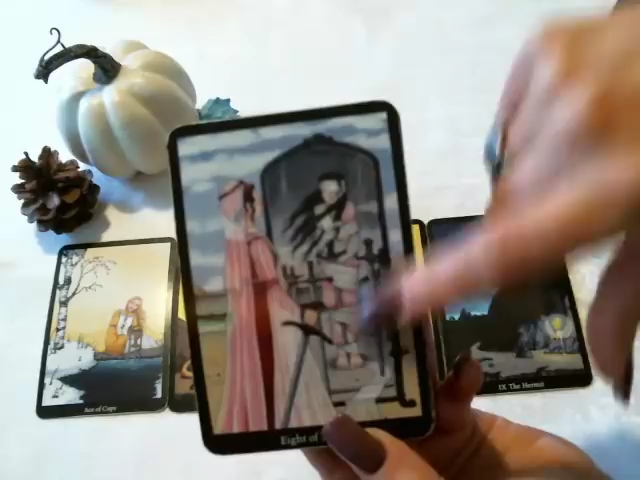 Eight of
Ace of Cups
IX The Hermit